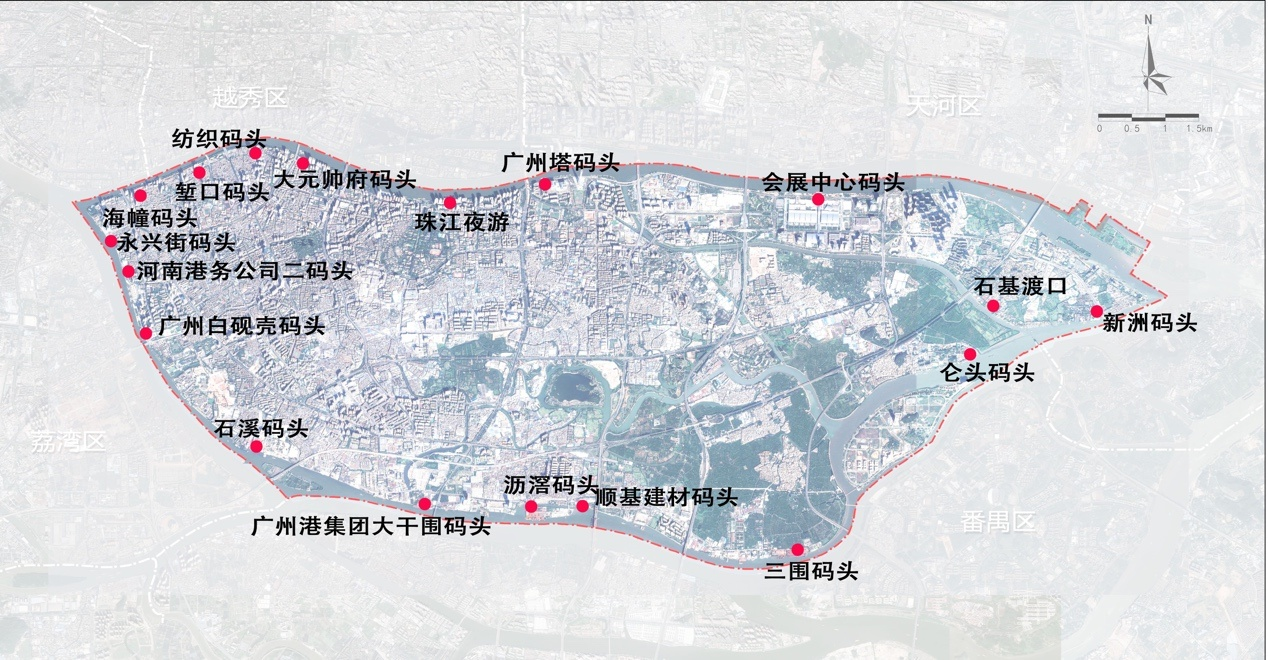 N
0 0.5 1 1.5km
越秀区
天河区
纺织码头
广州塔码头
大元帅府码头
会展中心码头
堑口码头
海幢码头
珠江夜游
永兴街码头
河南港务公司二码头
石基渡口
广州白砚壳码头
新洲码头
仑头码头
石溪码头
荔湾区
沥滘码头
顺基建材码头
广州港集团大干围码头
番禺区
三围码头